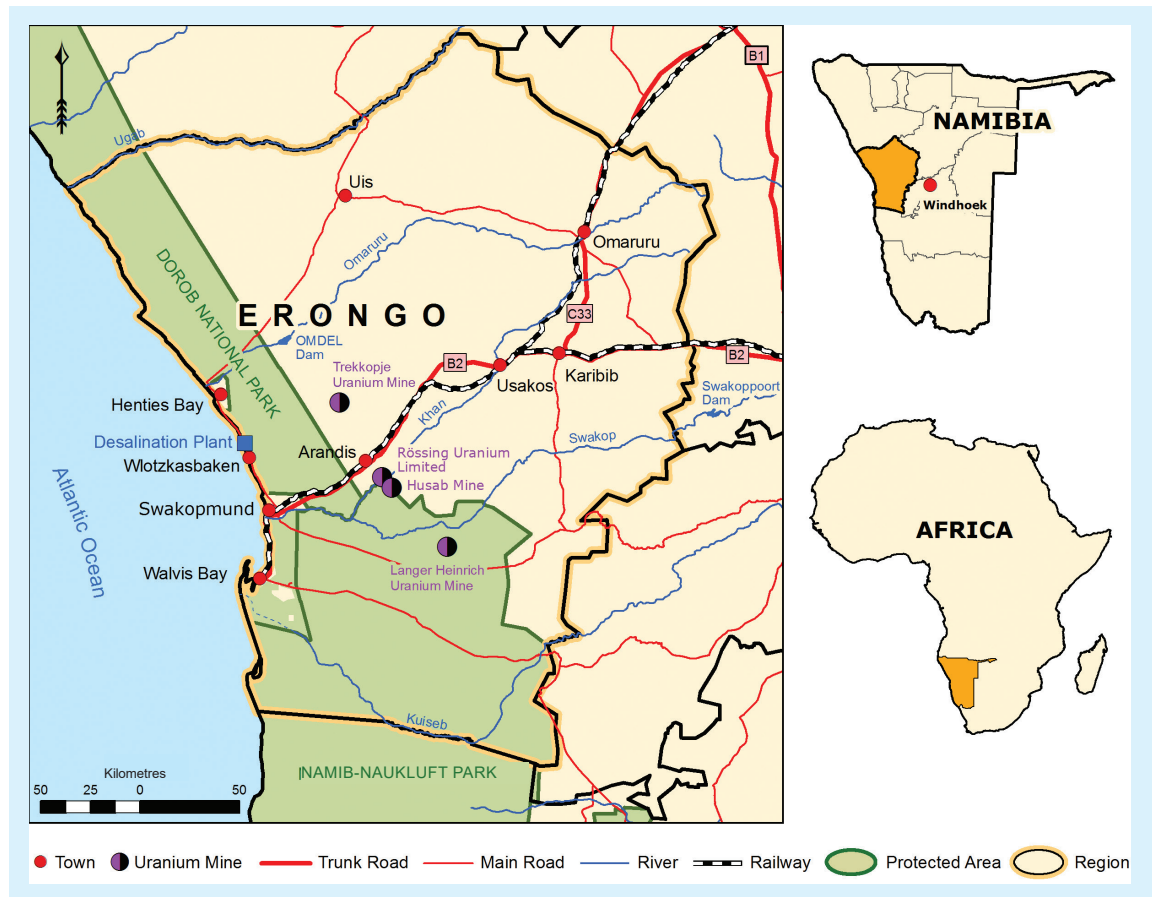 B1
Ugab
Uis
NAMIBIA
Windhoek
Omaruru
Omaruru
DOROB NATIONAL PARK
ERONGO
C33
OMDEL
Dam
B2
B2
Trekkopje
Uranium Mine
Usakos
Karibib
Swakoppoort
Dam
Henties Bay
Khan
Swakop
Desalination Plant
Wlotzkasbaken
Arandis
Rössing Uranium
Limited
Husab Mine
Atlantic Ocean
Swakopmund
AFRICA
Walvis Bay
Langer Heinrich
Uranium Mine
Kuiseb
NAMIB-NAUKLUFT PARK
Kilometres
50 25 0 50
Town Uranium Mine Trunk Road Main Road River Railway Protected Area Region